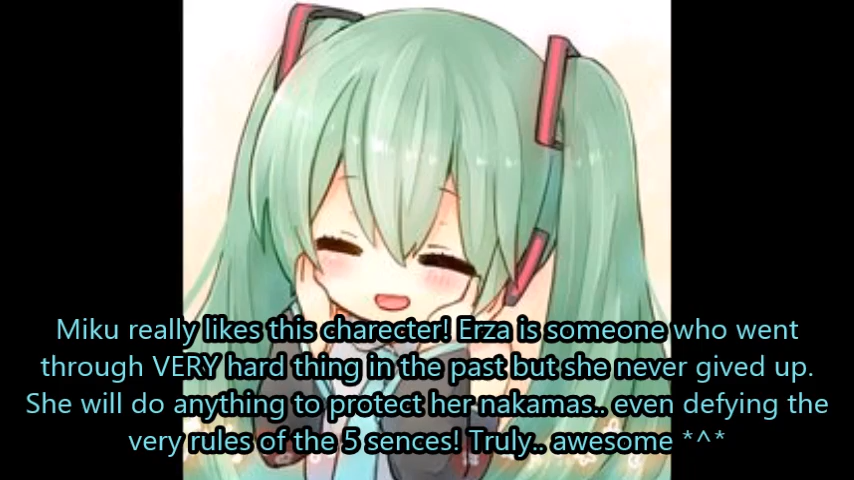 Miku really likes this charecter! Erza is someone who went
through VERY hard thing in the past but she never gived up.
She will do anything to protect her nakamas.. even defying the
very rules of the 5 sences! Truly.. awesome *^*